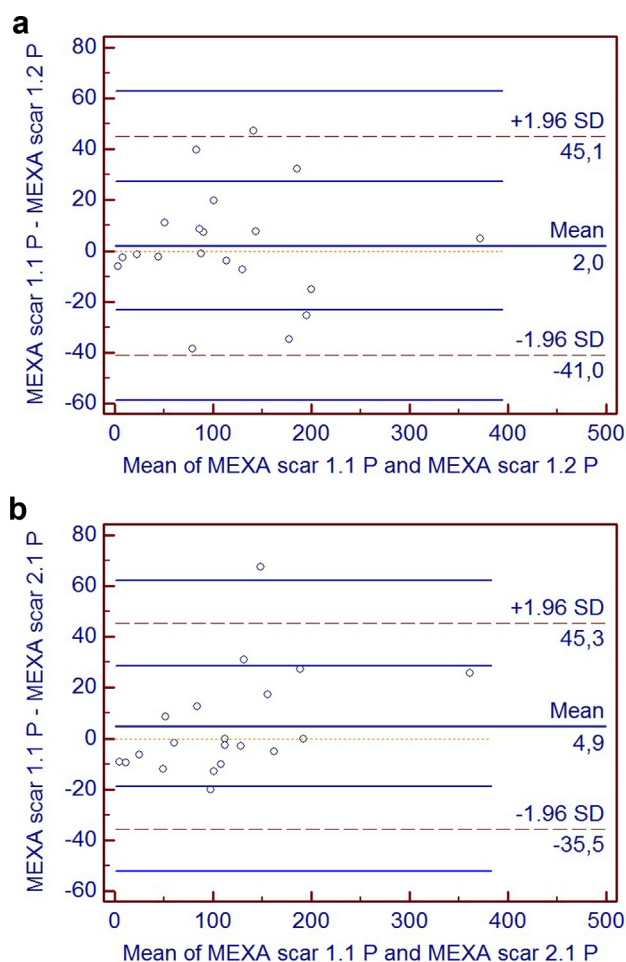 a
MEXA scar 1.1 P - MEXA scar 1.2 P
80
60
40
20
0
-20
-40
-60
+1.96 SD
45,1
Mean
2,0
-1.96 SD
-41,0
0 100 200 300 400 500
Mean of MEXA scar 1.1 P and MEXA scar 1.2 P
b
MEXA scar 1.1 P - MEXA scar 2.1 P
80
60
40
20
0
-20
-40
-60
+1.96 SD
45,3
Mean
4,9
-1.96 SD
-35,5
0 100 200 300 400 500
Mean of MEXA scar 1.1 P and MEXA scar 2.1 P